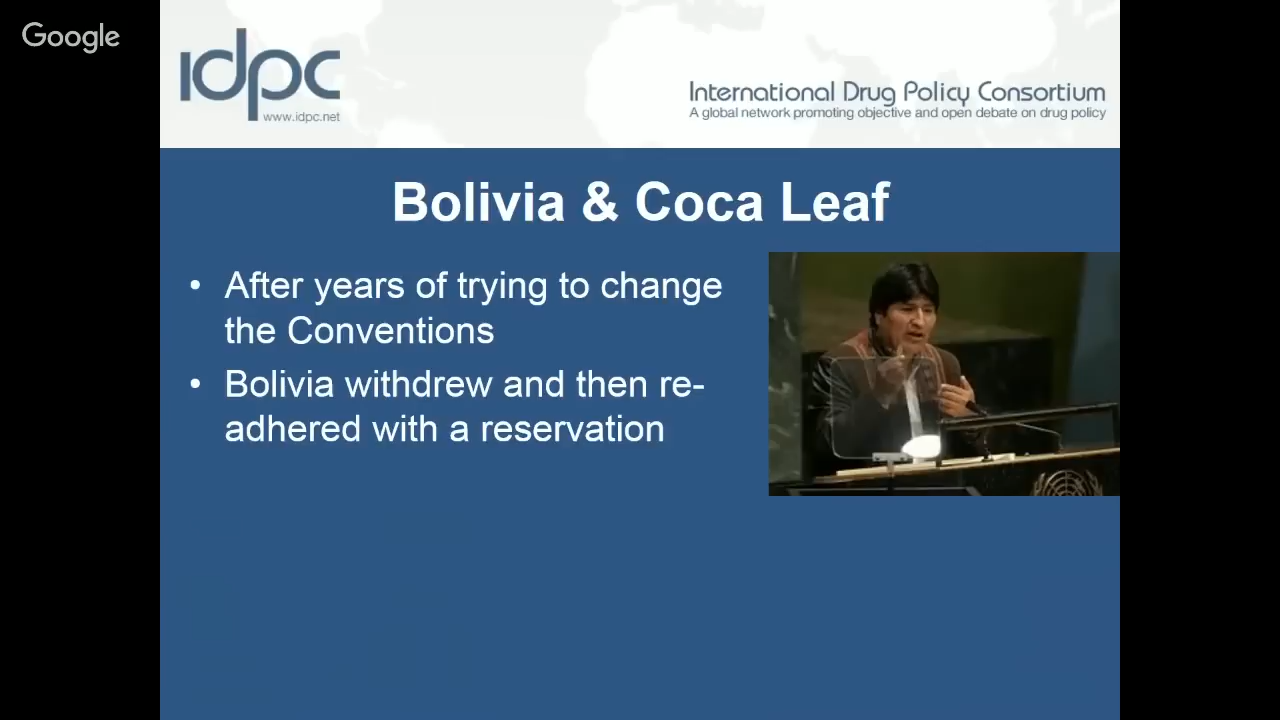 Google
idpc
www.idpc.net
International Drug Policy Consortium
A global network promoting objective and open debate on drug policy
Bolivia & Coca Leaf
• After years of trying to change
the Conventions
• Bolivia withdrew and then re-
adhered with a reservation